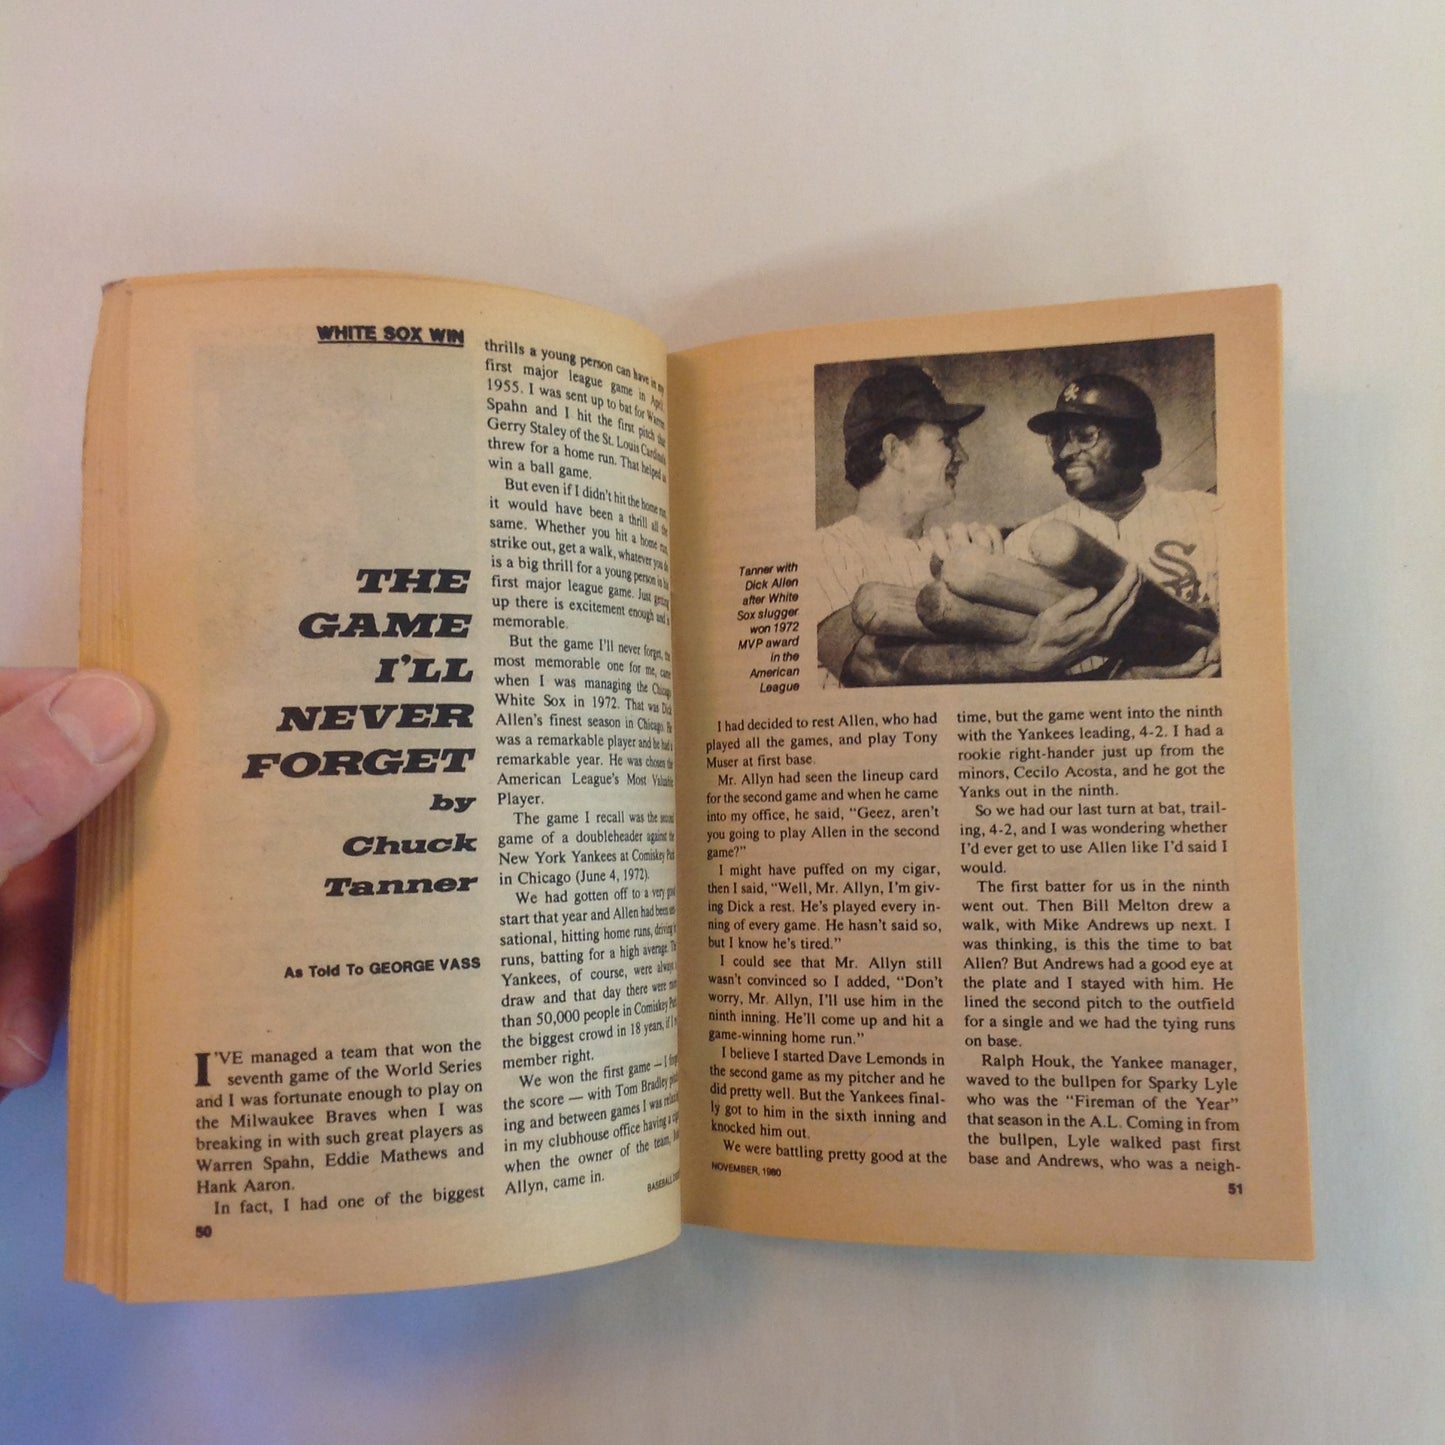 WHITE SOX WIN
THE
GAME
I'LL
NEVER
FORGET
by
Chuck
Tanner
As Told To GEORGE VASS
I'VE managed a team that won the
seventh game of the World Series
and I was fortunate enough to play on
the Milwaukee Braves when I was
breaking in with such great players as
Warren Spahn, Eddie Mathews and
Hank Aaron.
In fact, I had one of the biggest
50
thrills a young person can have in my
first major league game in April,
1955. I was sent up to bat for Warren
Spahn and I hit the first pitch that
Gerry Staley of the St. Louis Cardinals
threw for a home run. That helped us
win a ball game.
But even if I didn't hit the home run,
it would have been a thrill all the
same. Whether you hit a home run,
strike out, get a walk, whatever you do
is a big thrill for a young person in his
first major league game. Just getting
up there is excitement enough and
memorable.
But the game I'll never forget, the
most memorable one for me, came
when I was managing the Chicago
White Sox in 1972. That was Dick
Allen's finest season in Chicago. He
was a remarkable player and he had a
remarkable year. He was chosen the
American League's Most Valuable
Player.
The game I recall was the second
game of a doubleheader against the
New York Yankees at Comiskey Park
in Chicago (June 4, 1972).
We had gotten off to a very good
start that year and Allen had been sen-
sational, hitting home runs, driving in
runs, batting for a high average. The
Yankees, of course, were always a
draw and that day there were more
than 50,000 people in Comiskey Park,
the biggest crowd in 18 years, if I re-
member right.
We won the first game — I forget
the score — with Tom Bradley pitch-
ing and between games I was relaxing
in my clubhouse office having a
when the owner of the team,
Allyn, came in.
BASEBALL
Tanner with
Dick Allen
after White
Sox slugger
won 1972
MVP award
in the
American
League
Sox
I had decided to rest Allen, who had
played all the games, and play Tony
Muser at first base.
Mr. Allyn had seen the lineup card
for the second game and when he came
into my office, he said, "Geez, aren't
you going to play Allen in the second
game?"
I might have puffed on my cigar,
then I said, "Well, Mr. Allyn, I'm giv-
ing Dick a rest. He's played every in-
ning of every game. He hasn't said so,
but I know he's tired."
I could see that Mr. Allyn still
wasn't convinced so I added, "Don't
worry, Mr. Allyn, I'll use him in the
ninth inning. He'll come up and hit a
game-winning home run."
I believe I started Dave Lemonds in
the second game as my pitcher and he
did pretty well. But the Yankees final-
ly got to him in the sixth inning and
knocked him out.
We were battling pretty good at the
NOVEMBER, 1980
time, but the game went into the ninth
with the Yankees leading, 4-2. I had a
rookie right-hander just up from the
minors, Cecilo Acosta, and he got the
Yanks out in the ninth.
So we had our last turn at bat, trail-
ing, 4-2, and I was wondering whether
I'd ever get to use Allen like I'd said I
would.
The first batter for us in the ninth
went out. Then Bill Melton drew a
walk, with Mike Andrews up next. I
was thinking, is this the time to bat
Allen? But Andrews had a good eye at
the plate and I stayed with him. He
lined the second pitch to the outfield
for a single and we had the tying runs
on base.
Ralph Houk, the Yankee manager,
waved to the bullpen for Sparky Lyle
who was the "Fireman of the Year"
that season in the A.L. Coming in from
the bullpen, Lyle walked past first
base and Andrews, who was a neigh-
51